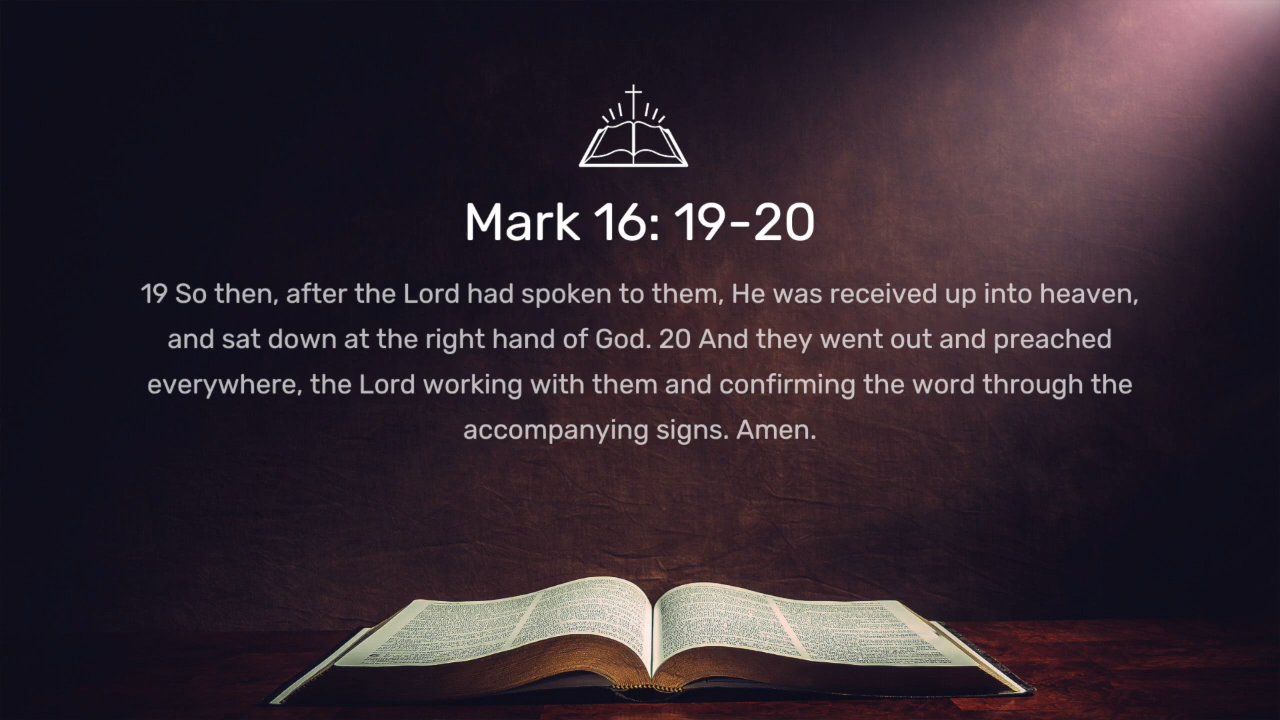 Mark 16: 19-20
19 So then, after the Lord had spoken to them, He was received up into heaven,
and sat down at the right hand of God. 20 And they went out and preached
everywhere, the Lord working with them and confirming the word through the
accompanying signs. Amen.